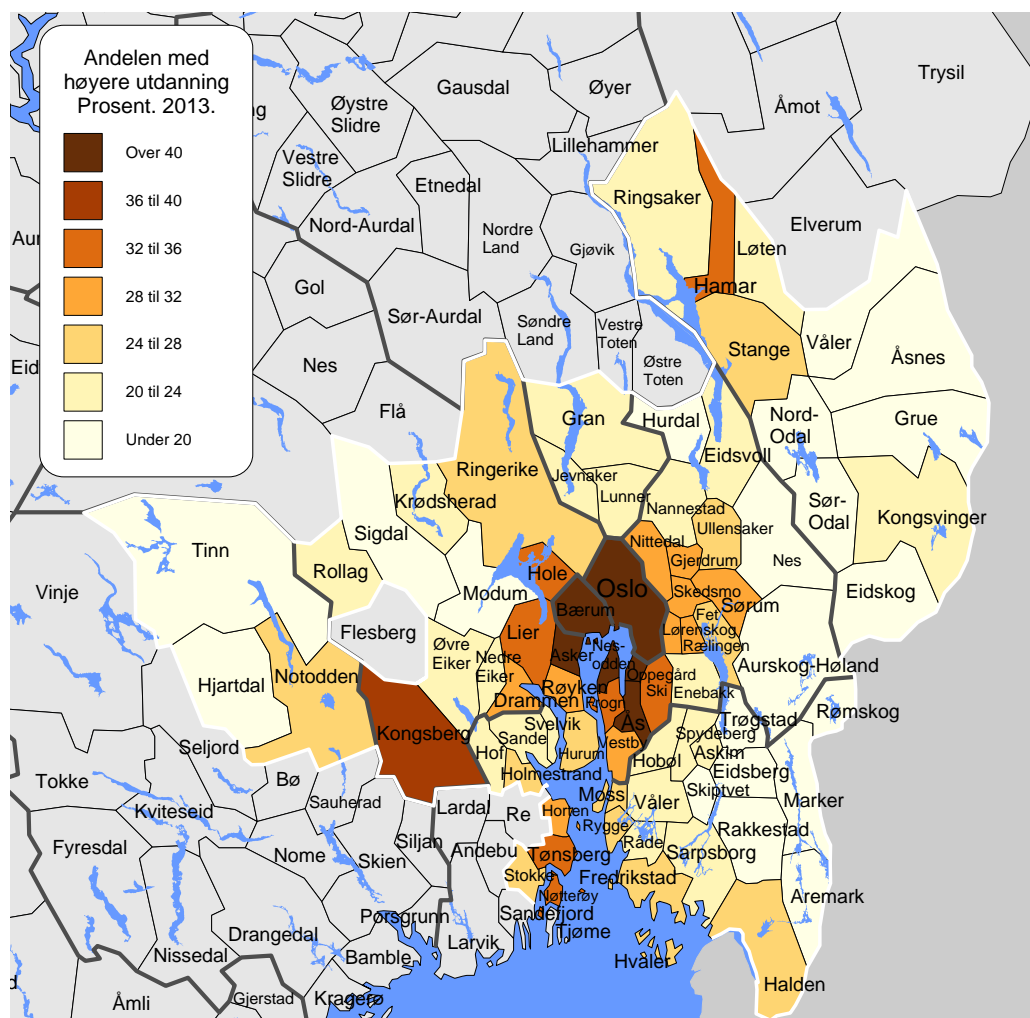 Andelen med
høyere utdanning
Prosent. 2013.
Over 40
36 til 40
32 til 36
28 til 32
24 til 28
20 til 24
Under 20
Trysil
Gausdal
Øyer
Åmot
Øystre
Slidre
Lillehammer
Vestre
Slidre
Etnedal
Ringsaker
Nord-Aurdal
Nordre
Land
Gjøvik
Elverum
Løten
Gol
Hamar
Sør-Aurdal
Søndre
Land
Vestre
Toten
Våler
Stange
Åsnes
Nes
Østre
Toten
Flå
Gran
Hurdal
Nord-
Odal
Grue
Eidsvoll
Ringerike
Jevnaker
Krødsherad
Lunner
Nannestad
Sør-
Odal
Kongsvinger
Ullensaker
Sigdal
Tinn
Nittedal
Gjerdrum
Nes
Rollag
Hole
Oslo
Skedsmo
Vinje
Modum
Bærum
Sørum
Eidskog
Fet
Flesberg
Lier
Lørenskog
Øvre
Eiker
Nes-
odden
Rælingen
Asker
Nedre
Eiker
Aurskog-Høland
Oppegård
Notodden
Hjartdal
Røyken
Ski
Enebakk
Drammen
Frogn
Rømskog
Ås
Trøgstad
Kongsberg
Svelvik
Sande
Spydeberg
Vestby
Seljord
Hof
Hurum
Hobøl
Askim
Tokke
Bø
Holmestrand
Eidsberg
Kviteseid
Sauherad
Lardal
Re
Moss
Skiptvet
Marker
Våler
Horten
Fyresdal
Siljan
Rygge
Rakkestad
Nome
Andebu
Råde
Skien
Tønsberg
Sarpsborg
Stokke
Fredrikstad
Aremark
Nøtterøy
Porsgrunn
Sandefjord
Drangedal
Tjøme
Nissedal
Larvik
Bamble
Hvaler
Halden
Gjerstad
Åmli
Kragerø